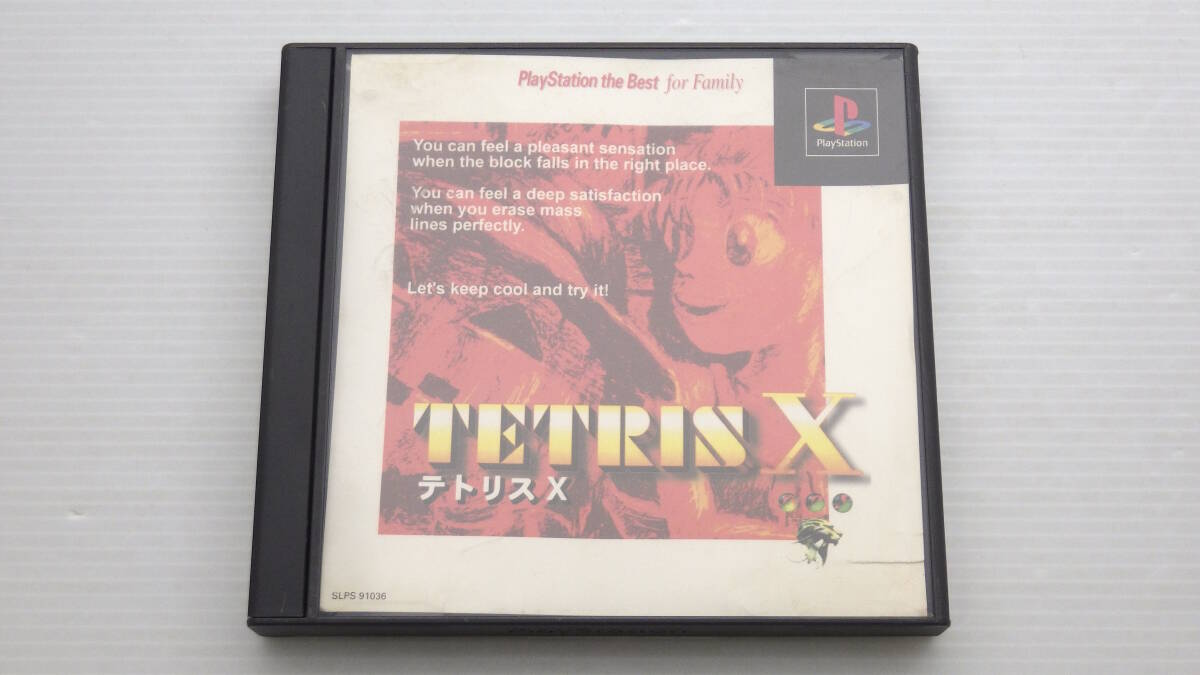 PlayStation the Best for Family
PlayStation
You can feel a pleasant sensation
when the block falls in the right place.
You can feel a deep satisfaction
when you erase mass
lines perfectly.
Let's keep cool and try it!
TETRIS X
テトリス X
SLPS 91036